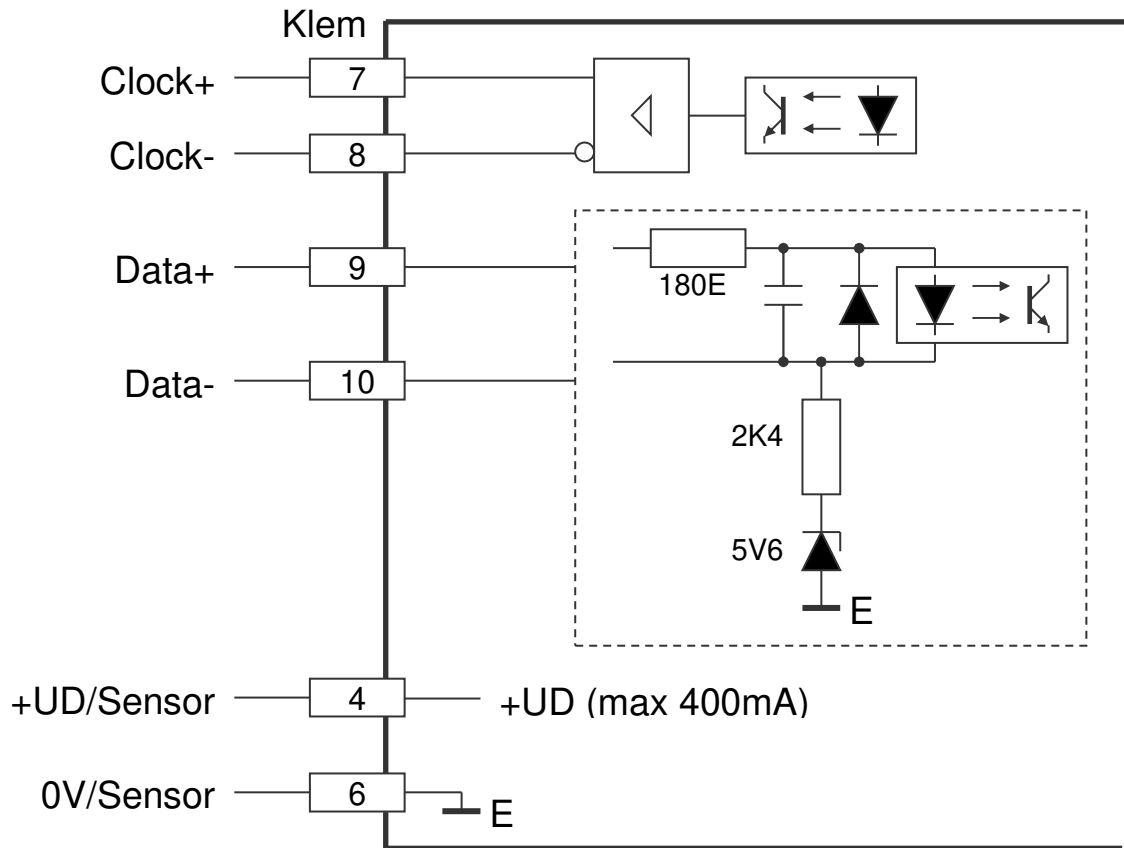 Klem
Clock+ 7
Clock- 8
Data+ 9
180E
Data- 10
2K4
5V6
E
+UD/Sensor 4 +UD (max 400mA)
0V/Sensor 6 E